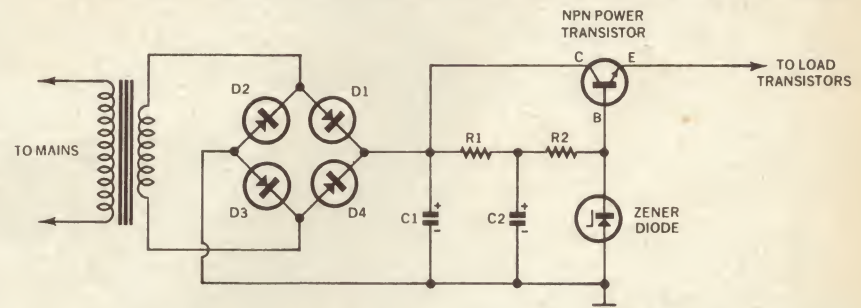 NPN POWER
TRANSISTOR
C
E
TO LOAD
TRANSISTORS
D2
D1
B
R1
R2
TO MAINS
D3
D4
C1
+
-
C2
+
-
ZENER
DIODE